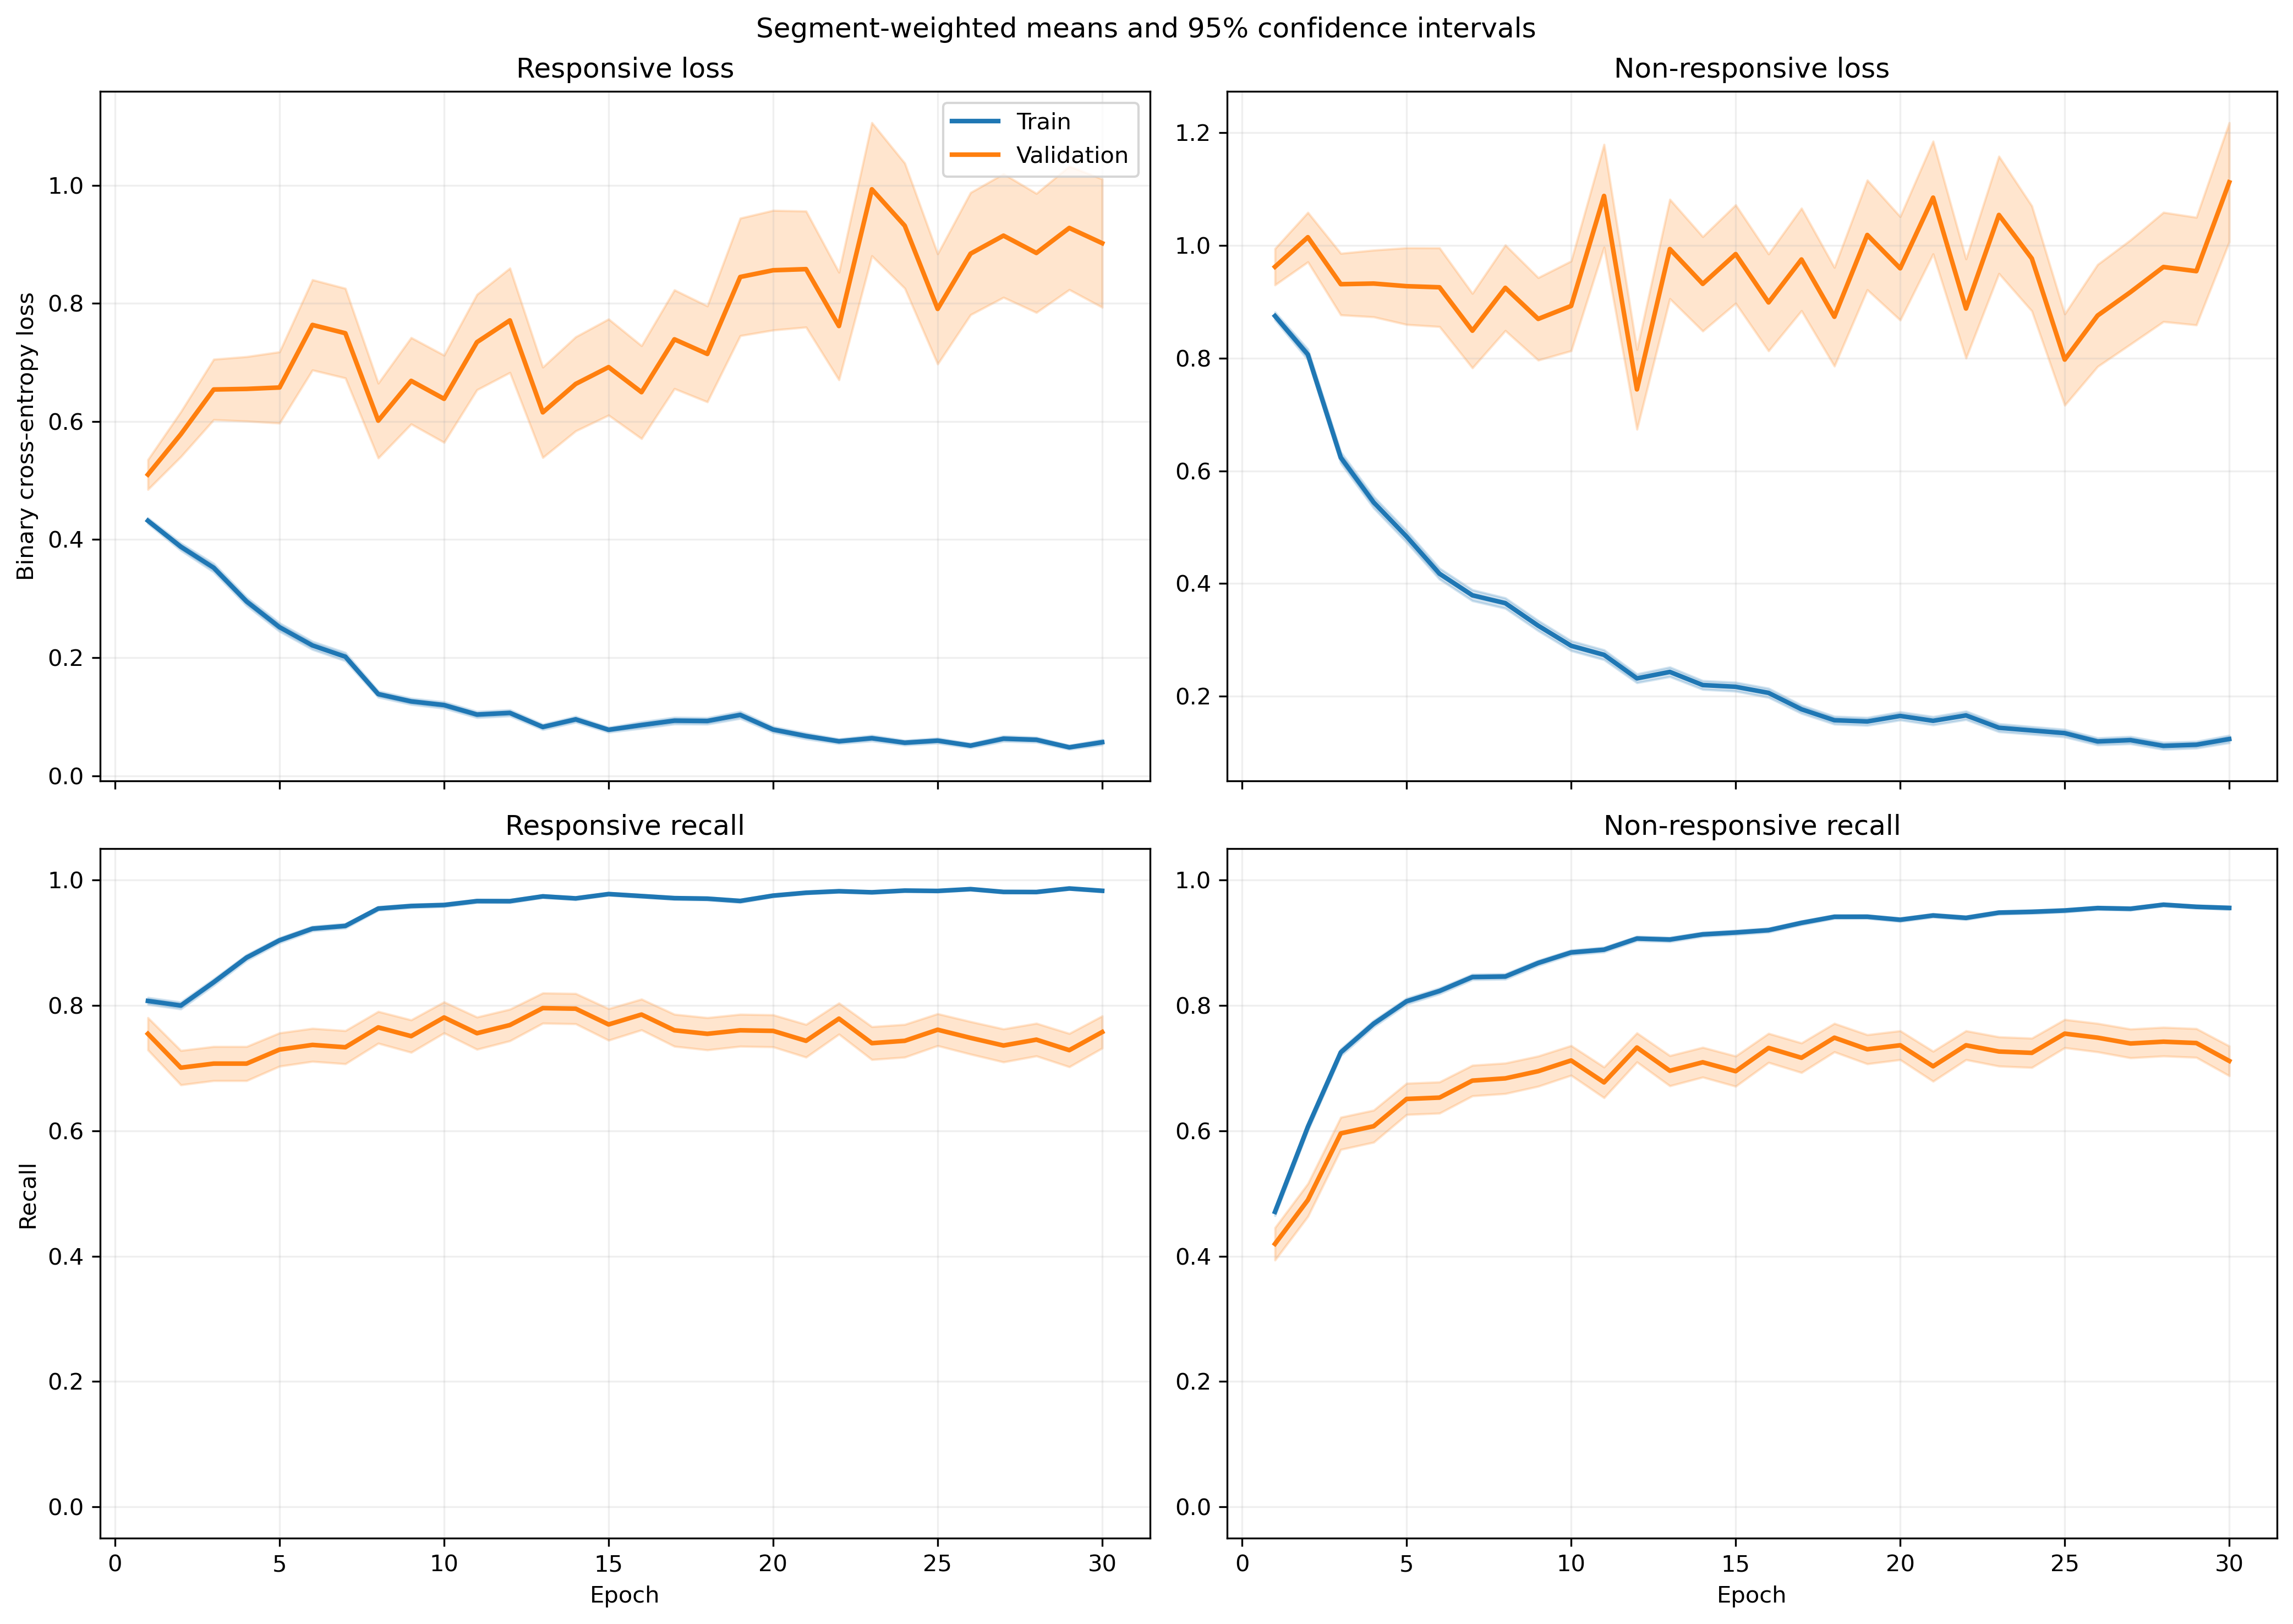 Segment-weighted means and 95% confidence intervals
Responsive loss
Non-responsive loss
Binary cross-entropy loss
1.0
0.8
0.6
0.4
0.2
0.0
Train
Validation
1.2
1.0
0.8
0.6
0.4
0.2
Responsive recall
Non-responsive recall
Recall
1.0
0.8
0.6
0.4
0.2
0.0
0 5 10 15 20 25 30
Epoch
1.0
0.8
0.6
0.4
0.2
0.0
0 5 10 15 20 25 30
Epoch